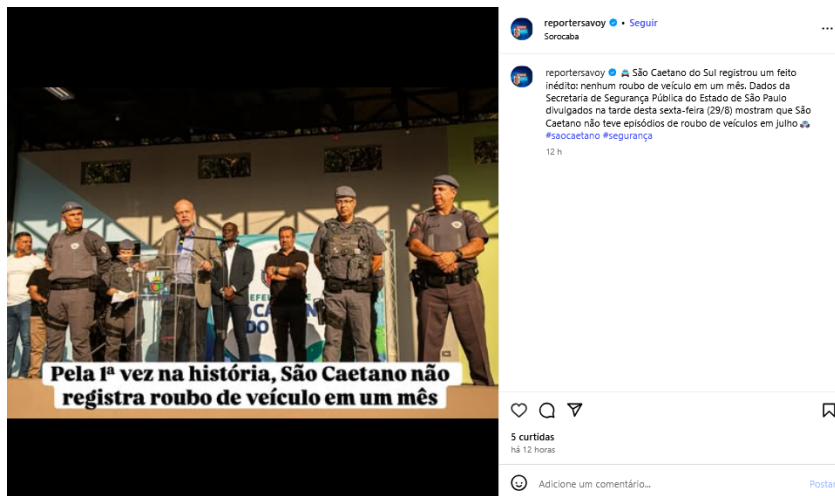 reportersavoy • Seguir
Sorocaba
reportersavoy São Caetano do Sul registrou um feito
inédito: nenhum roubo de veículo em um mês. Dados da
Secretaria de Segurança Pública do Estado de São Paulo
divulgados na tarde desta sexta-feira (29/8) mostram que São
Caetano não teve episódios de roubo de veículos em julho
#saocaetano #segurança
12 h
Pela 1ª vez na história, São Caetano não
registra roubo de veículo em um mês
5 curtidas
há 12 horas
Adicione um comentário...
Postar